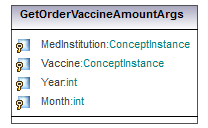 GetOrderVaccineAmountArgs
MedInstitution:ConceptInstance
Vaccine:ConceptInstance
Year:int
Month:int